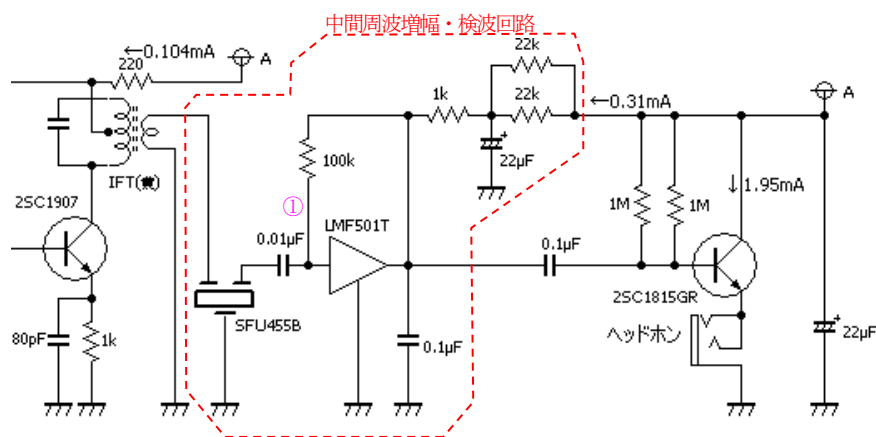 中間周波増幅・検波回路
←0.104mA
220
A
22k
22k
1k
←0.31mA
A
22μF
100k
IFT(黄)
①
2SC1907
LMF501T
0.01μF
1M
1M
↓1.95mA
0.1μF
2SC1815GR
SFU455B
80pF
1k
0.1μF
ヘッドホン
22μF